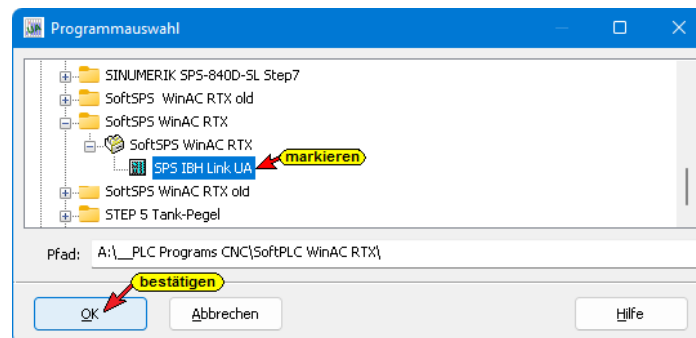 Programmauswahl
SINUMERIK SPS-840D-SL Step7
SoftSPS WinAC RTX old
SoftSPS WinAC RTX
SoftSPS WinAC RTX
SPS IBH Link UA
markieren
SoftSPS WinAC RTX old
STEP 5 Tank-Pegel
Pfad: A:\__PLC Programs CNC\SoftPLC WinAC RTX\
bestätigen
OK Abbrechen Hilfe